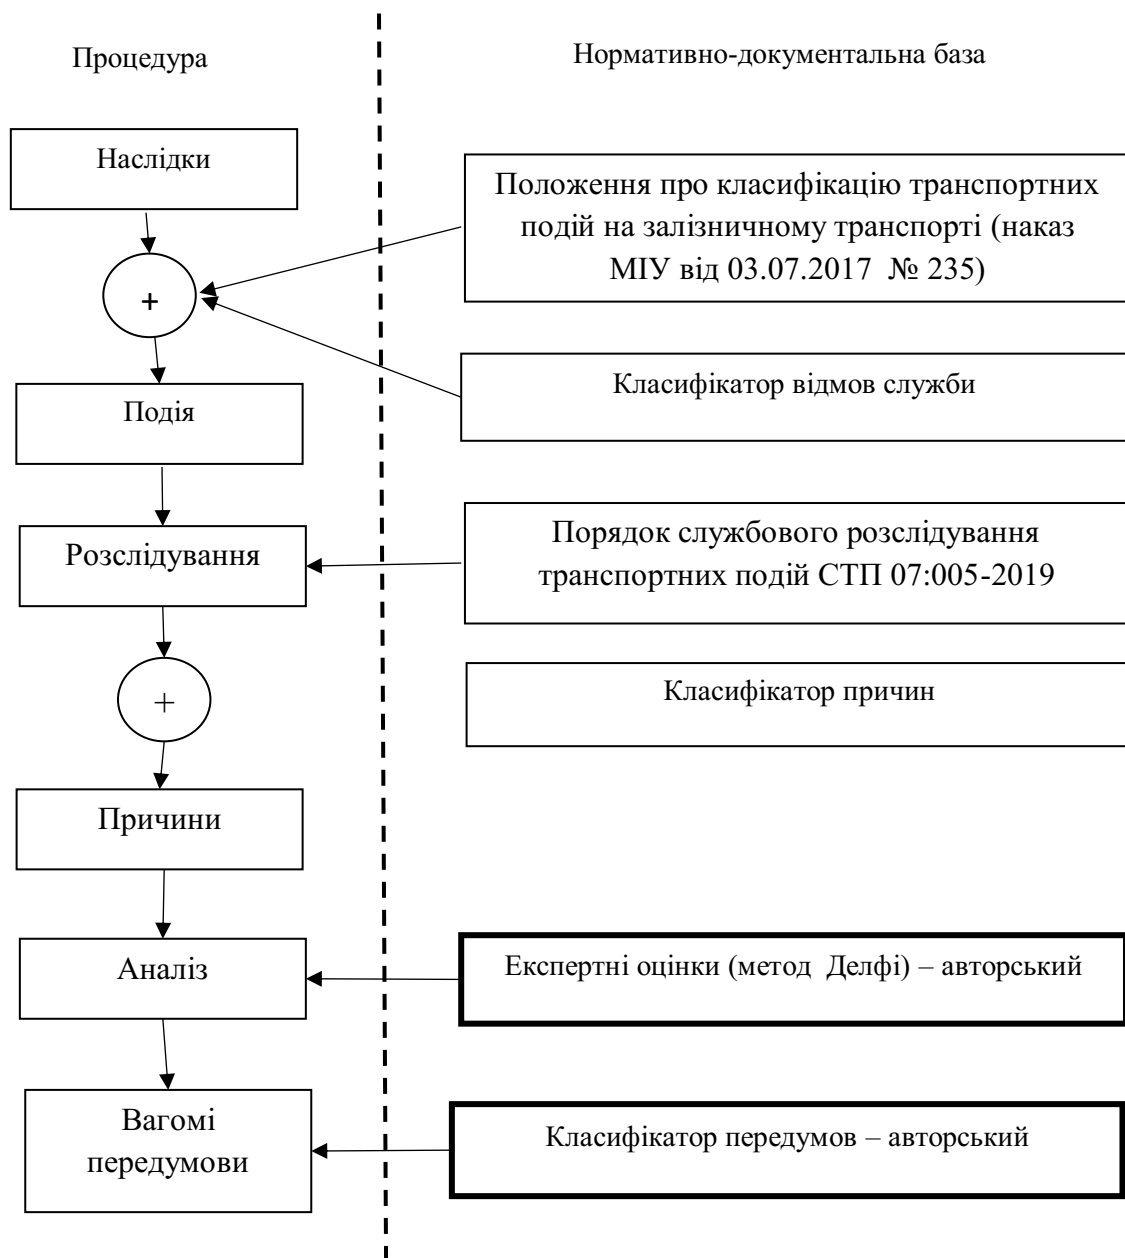 Процедура
Нормативно-документальна база
Наслідки
Положення про класифікацію транспортних
подій на залізничному транспорті (наказ
МІУ від 03.07.2017 № 235)
+
Класифікатор відмов служби
Подія
Порядок службового розслідування
транспортних подій СТП 07:005-2019
Розслідування
Класифікатор причин
+
Причини
Експертні оцінки (метод Делфі) – авторський
Аналіз
Класифікатор передумов – авторський
Вагомі
передумови